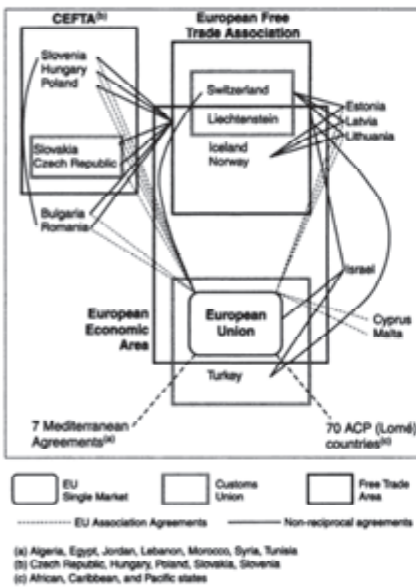 CEFTA(b)
European Free
Trade Association
Slovenia
Hungary
Poland
Switzerland
Liechtenstein
Iceland
Norway
Estonia
Latvia
Lithuania
Slovakia
Czech Republic
Bulgaria
Romania
Israel
European
Economic
Area
European
Union
Cyprus
Malta
Turkey
7 Mediterranean
Agreements(a)
70 ACP (Lomé)
countries(c)
EU
Single Market
Customs
Union
Free Trade
Area
EU Association Agreements
Non-reciprocal agreements
(a) Algeria, Egypt, Jordan, Lebanon, Morocco, Syria, Tunisia
(b) Czech Republic, Hungary, Poland, Slovakia, Slovenia
(c) African, Caribbean, and Pacific states